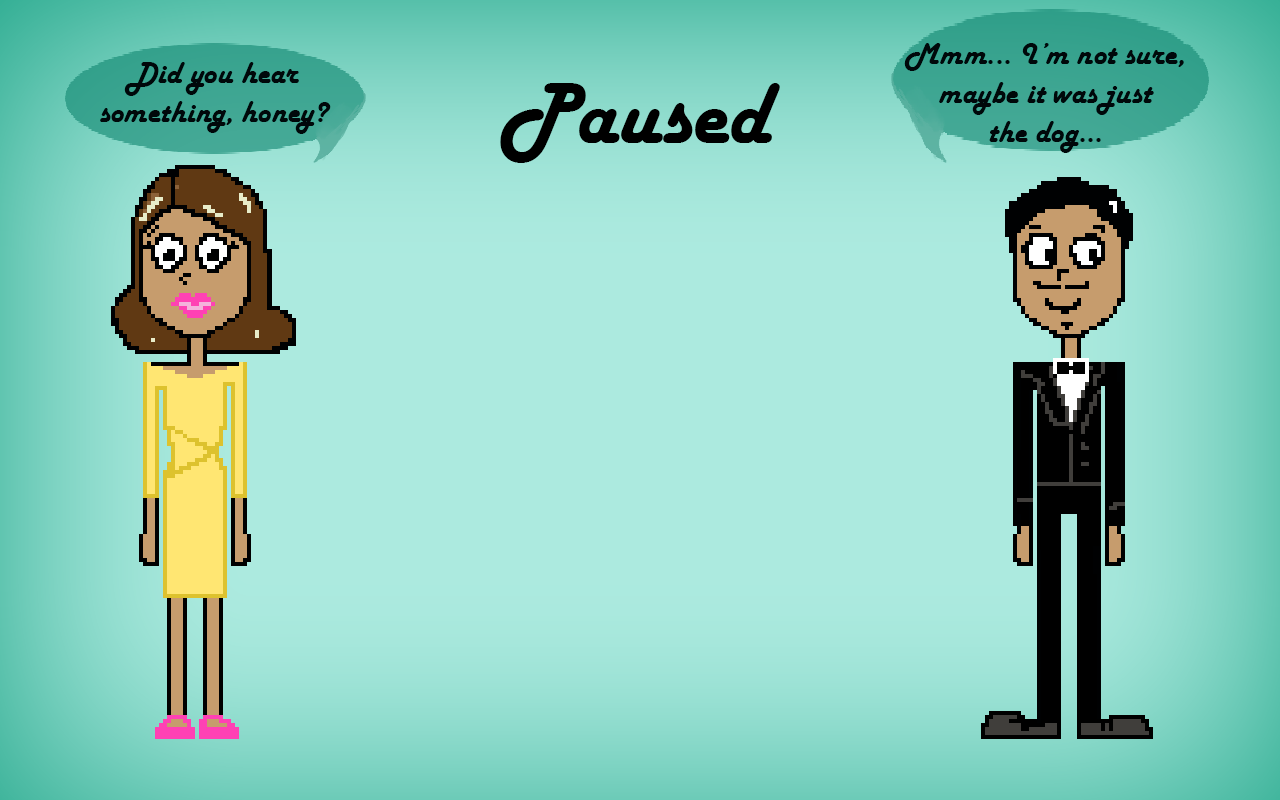 Did you hear
something, honey?
Paused
Mmm... I'm not sure,
maybe it was just
the dog...